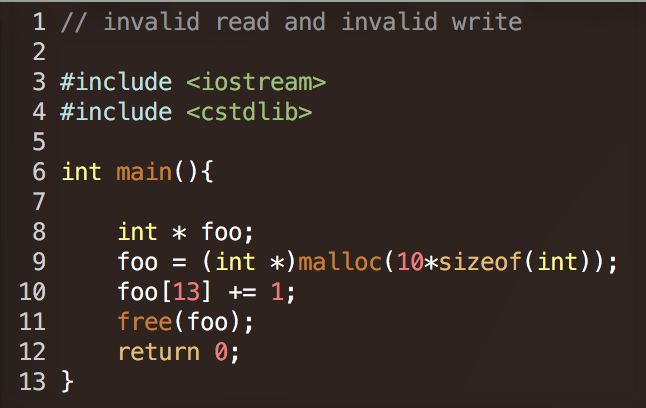 1 // invalid read and invalid write
2
3 #include <iostream>
4 #include <cstdlib>
5
6 int main(){
7
8     int * foo;
9     foo = (int *)malloc(10*sizeof(int));
10     foo[13] += 1;
11     free(foo);
12     return 0;
13 }